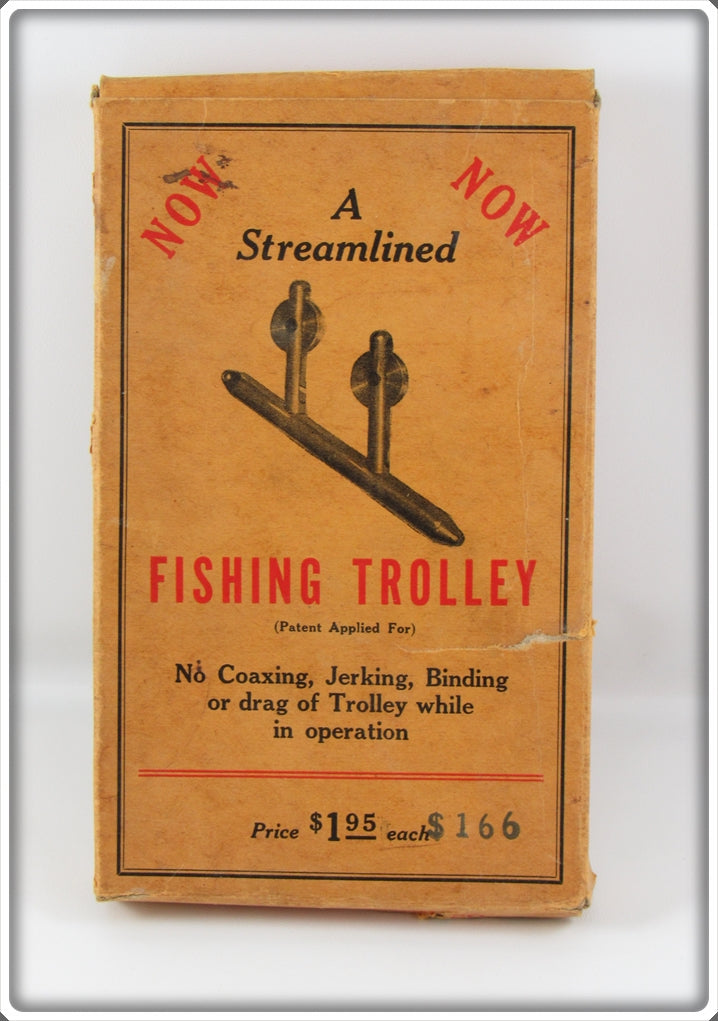 NOW
NOW
A
Streamlined
FISHING TROLLEY
(Patent Applied For)
No Coaxing, Jerking, Binding
or drag of Trolley while
in operation
Price $1 95 each $166